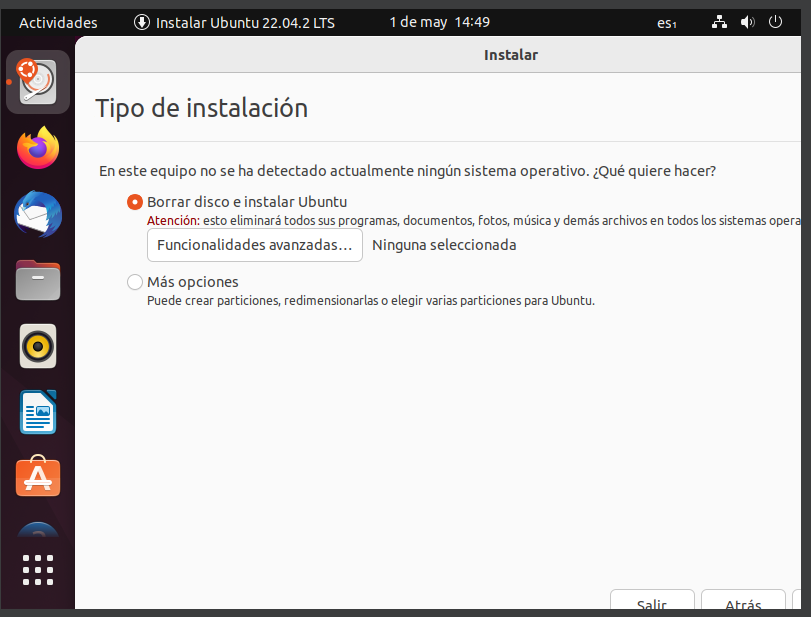 Actividades
Instalar Ubuntu 22.04.2 LTS
1 de may 14:49
es₁
Instalar
Tipo de instalación
En este equipo no se ha detectado actualmente ningún sistema operativo. ¿Qué quiere hacer?
Borrar disco e instalar Ubuntu
Atención: esto eliminará todos sus programas, documentos, fotos, música y demás archivos en todos los sistemas opera
Funcionalidades avanzadas...
Ninguna seleccionada
Más opciones
Puede crear particiones, redimensionarlas o elegir varias particiones para Ubuntu.
Salir
Atrás